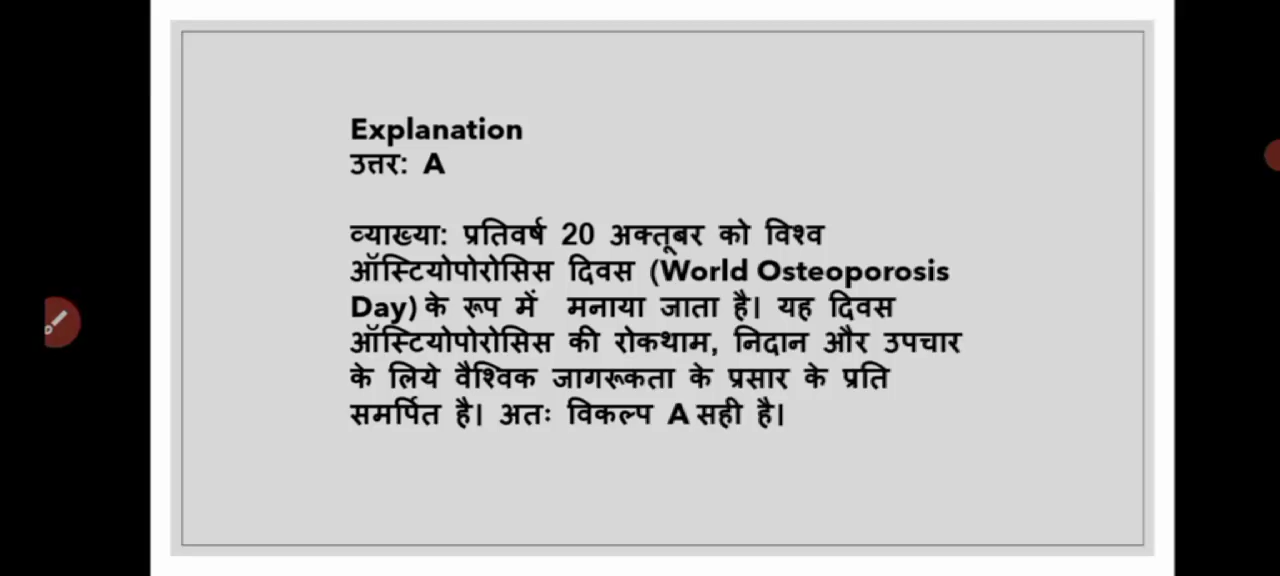 Explanation
उत्तर: A
व्याख्या: प्रतिवर्ष 20 अक्तूबर को विश्व
ऑस्टियोपोरोसिस दिवस (World Osteoporosis
Day) के रूप में मनाया जाता है। यह दिवस
ऑस्टियोपोरोसिस की रोकथाम, निदान और उपचार
के लिये वैश्विक जागरूकता के प्रसार के प्रति
समर्पित है। अतः विकल्प A सही है।